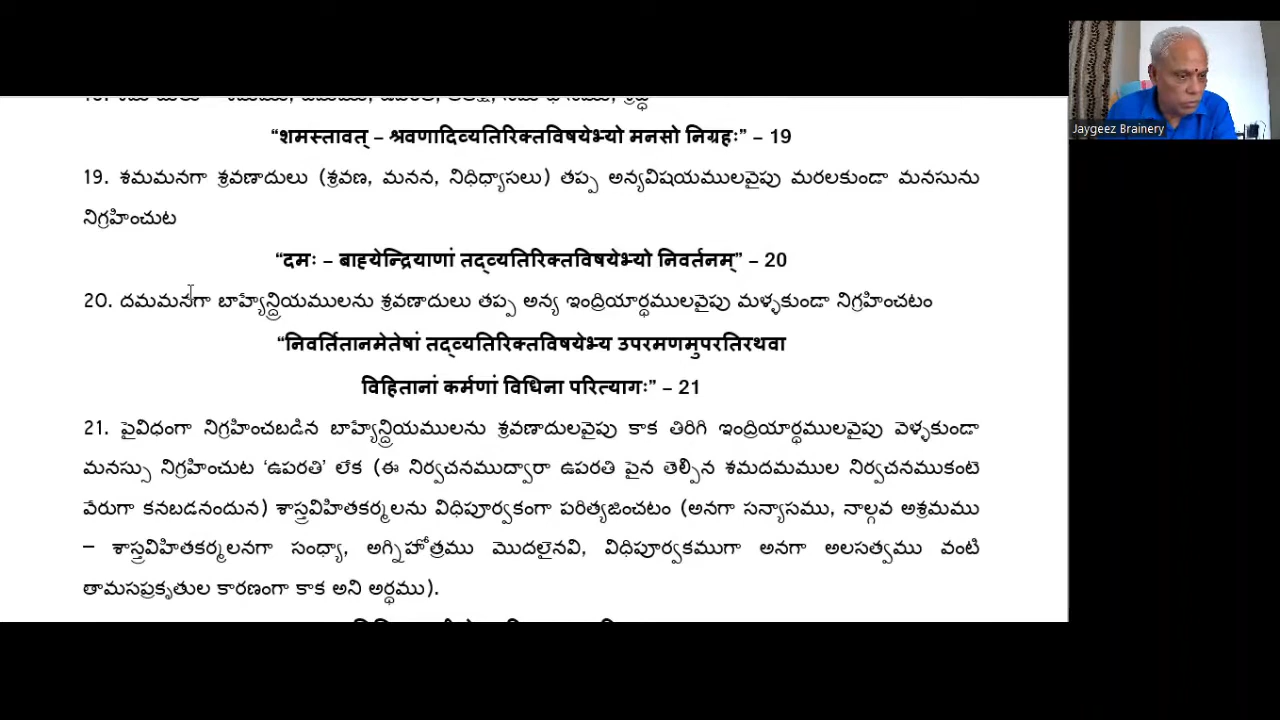 “शमस्तावत् – श्रवणादिव्यतिरिक्तविषयेभ्यो मनसो निग्रहः” – 19
19. శమమనగా శ్రవణాదులు (శ్రవణ, మనన, నిధిధ్యాసలు) తప్ప అన్యవిషయములవైపు మరలకుండా మనసును
నిగ్రహించుట
“दमः – बाह्येन्द्रियाणां तद्व्यतिरिक्तविषयेभ्यो निवर्तनम्” – 20
20. దమమనగా బాహ్యేన్ద్రియములను శ్రవణాదులు తప్ప అన్య ఇంద్రియార్థములవైపు మళ్ళకుండా నిగ్రహించటం
“निवर्तितानमेतेषां तद्व्यतिरिक्तविषयेभ्य उपरमणमुपरतिरथवा
विहितानां कर्मणां विधिना परित्यागः” – 21
21. పైవిధంగా నిగ్రహించబడిన బాహ్యేన్ద్రియములను శ్రవణాదులవైపు కాక తిరిగి ఇంద్రియార్థములవైపు వెళ్ళకుండా
మనస్సు నిగ్రహించుట ‘ఉపరతి’ లేక (ఈ నిర్వచనముద్వారా ఉపరతి పైన తెల్పిన శమదమముల నిర్వచనముకంటె
వేరుగా కనబడనందున) శాస్త్రవిహితకర్మలను విధిపూర్వకంగా పరిత్యజించటం (అనగా సన్యాసము, నాల్గవ అశ్రమము
– శాస్త్రవిహితకర్మలనగా సంధ్యా, అగ్నిహోత్రము మొదలైనవి, విధిపూర్వకముగా అనగా అలసత్వము వంటి
తామసప్రకృతుల కారణంగా కాక అని అర్థము).
Jaygeez Brainery